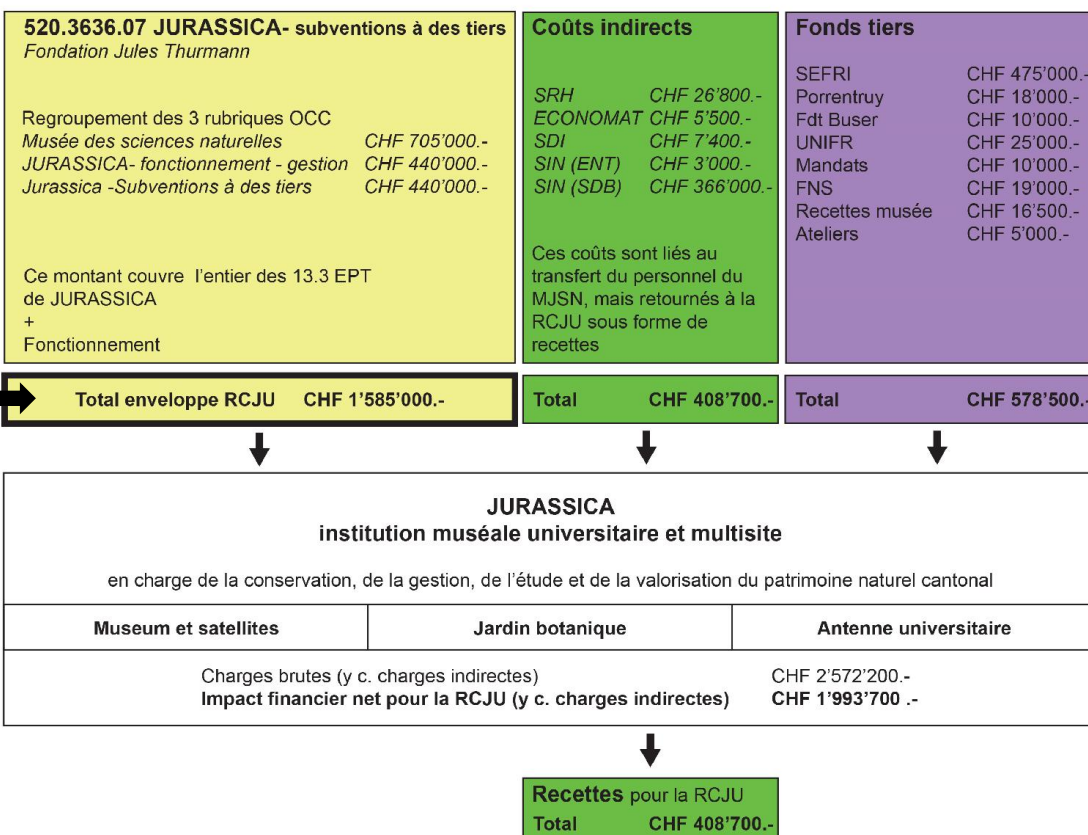 520.3636.07 JURASSICA- subventions à des tiers
Fondation Jules Thurmann
Regroupement des 3 rubriques OCC
Musée des sciences naturelles CHF 705'000.-
JURASSICA- fonctionnement - gestion CHF 440'000.-
Jurassica -Subventions à des tiers CHF 440'000.-
Ce montant couvre l'entier des 13.3 EPT
de JURASSICA
+
Fonctionnement
Total enveloppe RCJU CHF 1'585'000.-
Coûts indirects
SRH CHF 26'800.-
ECONOMAT CHF 5'500.-
SDI CHF 7'400.-
SIN (ENT) CHF 3'000.-
SIN (SDB) CHF 366'000.-
Ces coûts sont liés au
transfert du personnel du
MJSN, mais retournés à la
RCJU sous forme de
recettes
Total CHF 408'700.-
Fonds tiers
SEFRI CHF 475'000.-
Porrentruy CHF 18'000.-
Fdt Buser CHF 10'000.-
UNIFR CHF 25'000.-
Mandats CHF 10'000.-
FNS CHF 19'000.-
Recettes musée CHF 16'500.-
Ateliers CHF 5'000.-
Total CHF 578'500.-
JURASSICA
institution muséale universitaire et multisite
en charge de la conservation, de la gestion, de l'étude et de la valorisation du patrimoine naturel cantonal
Museum et satellites Jardin botanique Antenne universitaire
Charges brutes (y c. charges indirectes) CHF 2'572'200.-
Impact financier net pour la RCJU (y c. charges indirectes) CHF 1'993'700 .-
Recettes pour la RCJU
Total CHF 408'700.-